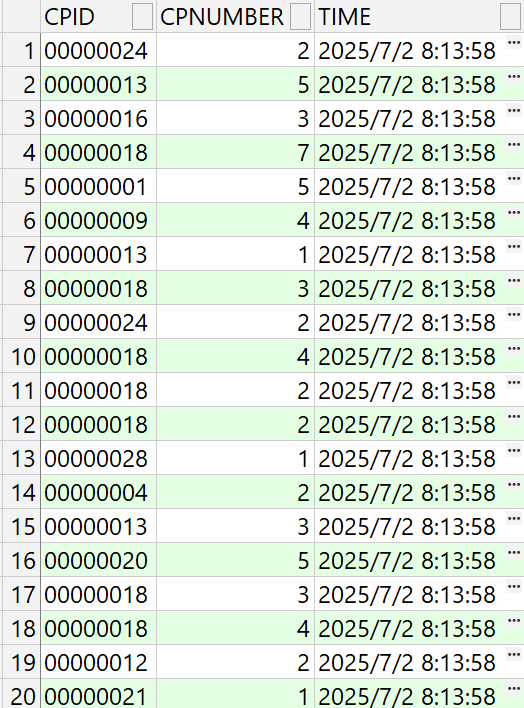 CPID CPNUMBER TIME
1 00000024 2 2025/7/2 8:13:58 ...
2 00000013 5 2025/7/2 8:13:58 ...
3 00000016 3 2025/7/2 8:13:58 ...
4 00000018 7 2025/7/2 8:13:58 ...
5 00000001 5 2025/7/2 8:13:58 ...
6 00000009 4 2025/7/2 8:13:58 ...
7 00000013 1 2025/7/2 8:13:58 ...
8 00000018 3 2025/7/2 8:13:58 ...
9 00000024 2 2025/7/2 8:13:58 ...
10 00000018 4 2025/7/2 8:13:58 ...
11 00000018 2 2025/7/2 8:13:58 ...
12 00000018 2 2025/7/2 8:13:58 ...
13 00000028 1 2025/7/2 8:13:58 ...
14 00000004 2 2025/7/2 8:13:58 ...
15 00000013 3 2025/7/2 8:13:58 ...
16 00000020 5 2025/7/2 8:13:58 ...
17 00000018 3 2025/7/2 8:13:58 ...
18 00000018 4 2025/7/2 8:13:58 ...
19 00000012 2 2025/7/2 8:13:58 ...
20 00000021 1 2025/7/2 8:13:58 ...